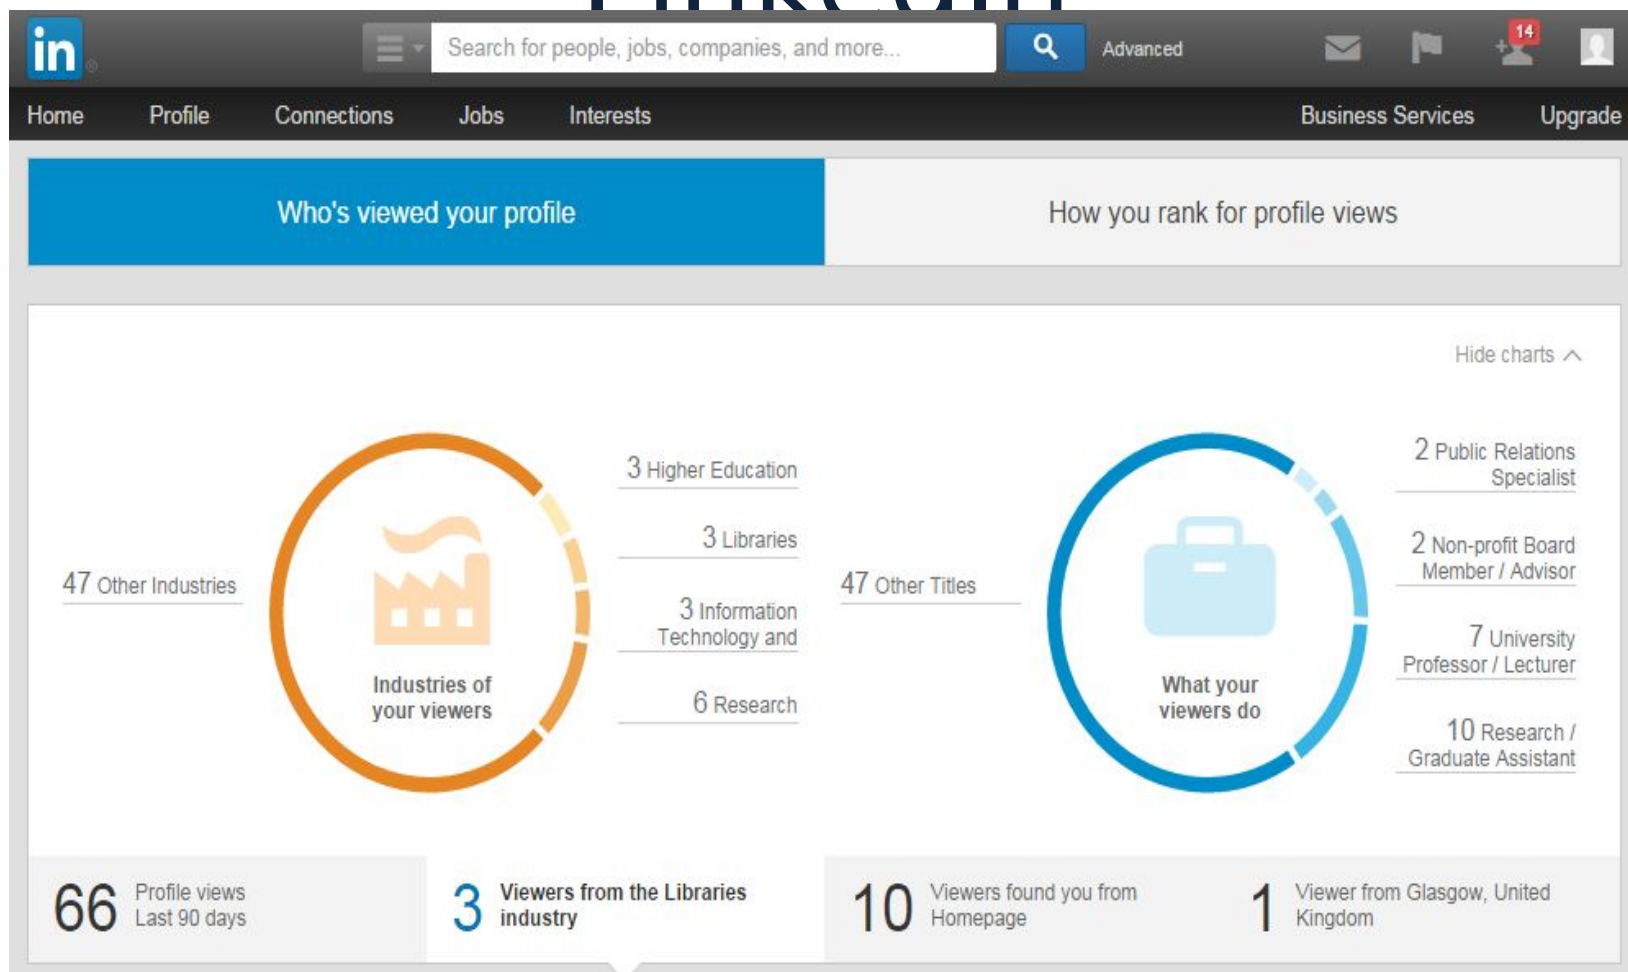 Linkedin
in
Search for people, jobs, companies, and more...
Advanced
14
Home
Profile
Connections
Jobs
Interests
Business Services
Upgrade
Who's viewed your profile
How you rank for profile views
Hide charts
47 Other Industries
Industries of
your viewers
3 Higher Education
3 Libraries
3 Information
Technology and
6 Research
47 Other Titles
What your
viewers do
2 Public Relations
Specialist
2 Non-profit Board
Member / Advisor
7 University
Professor / Lecturer
10 Research /
Graduate Assistant
66 Profile views
Last 90 days
3 Viewers from the Libraries
industry
10 Viewers found you from
Homepage
1 Viewer from Glasgow, United
Kingdom